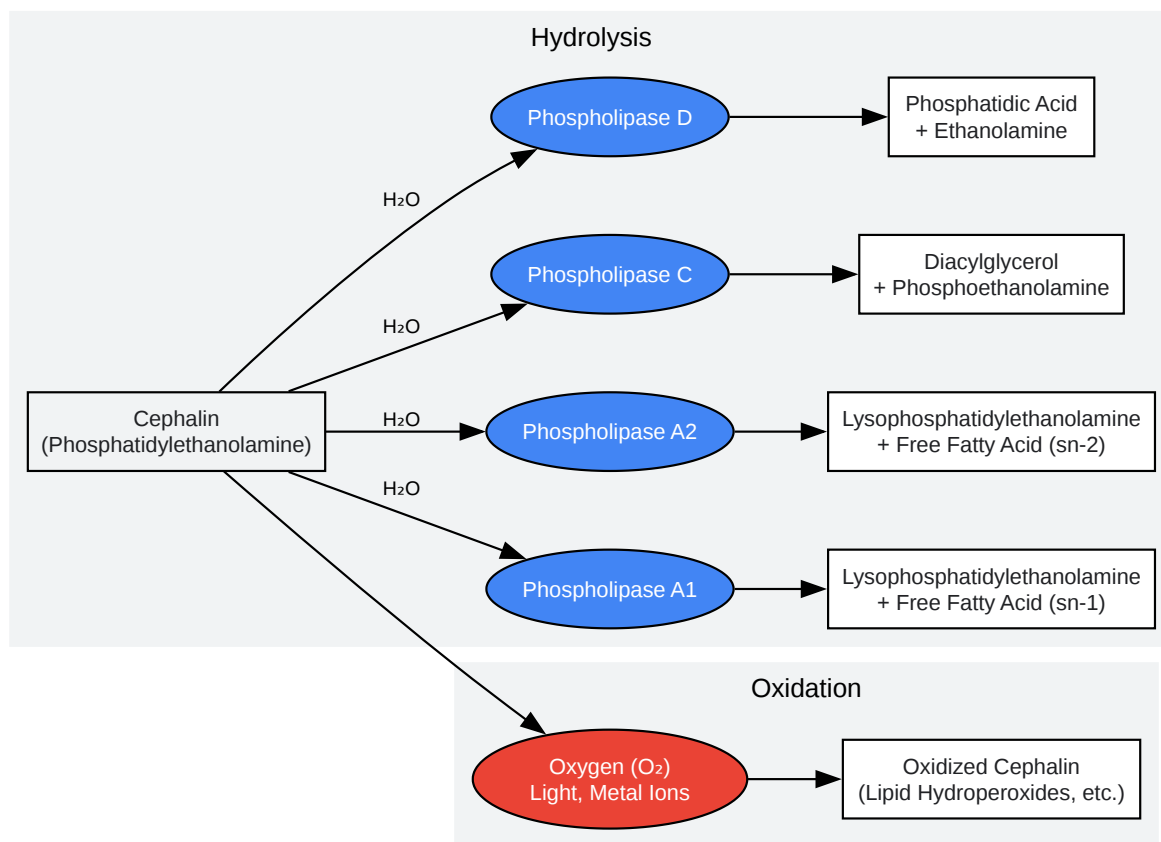 Hydrolysis
Phospholipase D
Phosphatidic Acid
+ Ethanolamine
H₂O
Phospholipase C
Diacylglycerol
+ Phosphoethanolamine
H₂O
Cephalin
(Phosphatidylethanolamine)
H₂O
Phospholipase A2
Lysophosphatidylethanolamine
+ Free Fatty Acid (sn-2)
H₂O
Phospholipase A1
Lysophosphatidylethanolamine
+ Free Fatty Acid (sn-1)
Oxidation
Oxygen (O₂)
Light, Metal Ions
Oxidized Cephalin
(Lipid Hydroperoxides, etc.)